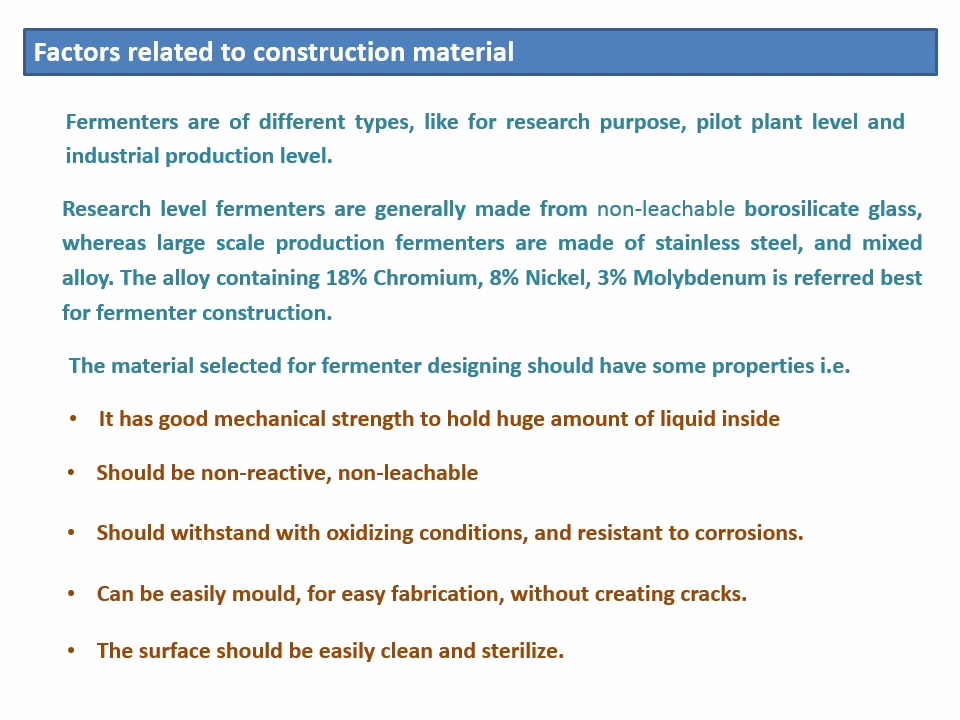 Factors related to construction material
Fermenters are of different types, like for research purpose, pilot plant level and
industrial production level.
Research level fermenters are generally made from non-leachable borosilicate glass,
whereas large scale production fermenters are made of stainless steel, and mixed
alloy. The alloy containing 18% Chromium, 8% Nickel, 3% Molybdenum is referred best
for fermenter construction.
The material selected for fermenter designing should have some properties i.e.
• It has good mechanical strength to hold huge amount of liquid inside
• Should be non-reactive, non-leachable
• Should withstand with oxidizing conditions, and resistant to corrosions.
• Can be easily mould, for easy fabrication, without creating cracks.
• The surface should be easily clean and sterilize.